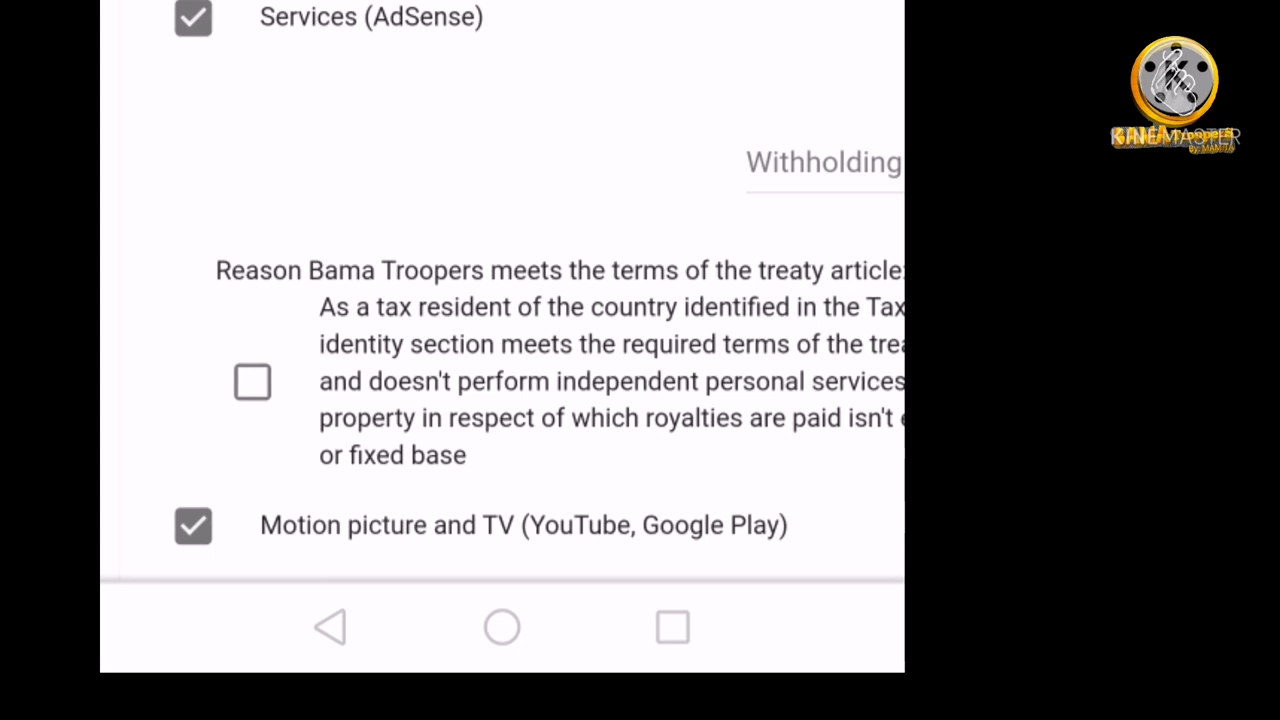 Services (AdSense)
Withholding
Reason Bama Troopers meets the terms of the treaty article:
As a tax resident of the country identified in the Tax
identity section meets the required terms of the
and doesn't perform independent personal services
property in respect of which royalties are paid isn't
or fixed base
Motion picture and TV (YouTube, Google Play)
KINEMASTER